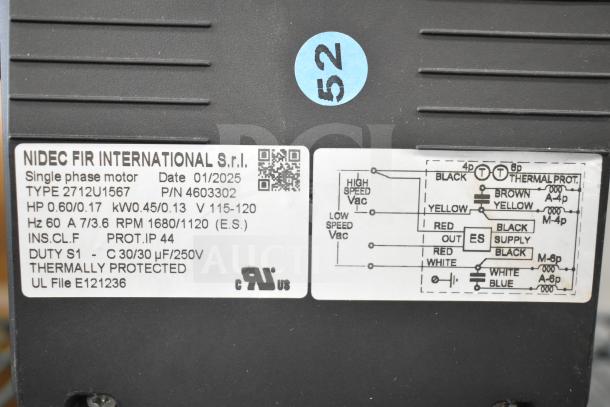 52
NIDEC FIR INTERNATIONAL S.r.l.
Single phase motor Date 01/2025
TYPE 2712U1567 P/N 4603302
HP 0.60/0.17 kW0.45/0.13 V 115-120
Hz 60 A 7/3.6 RPM 1680/1120 (E.S.)
INS.CL.F PROT.IP 44
DUTY S1 - C 30/30 µF/250V
THERMALLY PROTECTED
UL File E121236
c RU US
4p T T 6p
BLACK THERMALPROT.
HIGH SPEED Vac
BROWN
A-4p
YELLOW YELLOW
LOW SPEED Vac
M-4p
RED BLACK
OUT ES SUPPLY
RED BLACK
WHITE M-6p
WHITE
BLUE A-6p
AUCTIONS